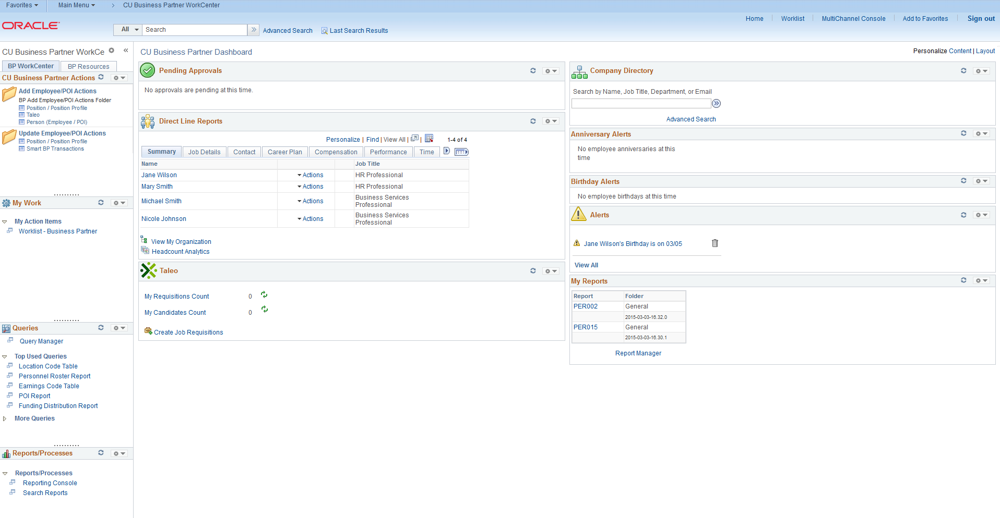 Favorites
Main Menu
> CU Business Partner WorkCenter
ORACLE
All
Search
Advanced Search
Last Search Results
Home
Worklist
MultiChannel Console
Add to Favorites
Sign out
CU Business Partner WorkCe
BP WorkCenter
BP Resources
CU Business Partner Actions
Add Employee/POI Actions
BP Add Employee/POI Actions Folder
Position / Position Profile
Taleo
Person (Employee / POI)
Update Employee/POI Actions
Position / Position Profile
Smart BP Transactions
My Work
My Action Items
Worklist - Business Partner
Queries
Query Manager
Top Used Queries
Location Code Table
Personnel Roster Report
Earnings Code Table
POI Report
Funding Distribution Report
More Queries
Reports/Processes
Reports/Processes
Reporting Console
Search Reports
CU Business Partner Dashboard
Personalize Content | Layout
Pending Approvals
No approvals are pending at this time.
Direct Line Reports
Personalize | Find | View All | | 1-4 of 4
Summary
Job Details
Contact
Career Plan
Compensation
Performance
Time
Name Job Title
Jane Wilson Actions HR Professional
Mary Smith Actions HR Professional
Michael Smith Actions Business Services
Professional
Nicole Johnson Actions Business Services
Professional
View My Organization
Headcount Analytics
Taleo
My Requisitions Count 0
My Candidates Count 0
Create Job Requisitions
Company Directory
Search by Name, Job Title, Department, or Email
Advanced Search
Anniversary Alerts
No employee anniversaries at this
time
Birthday Alerts
No employee birthdays at this time
Alerts
Jane Wilson's Birthday is on 03/05
View All
My Reports
Report Folder
PER002 General
2015-03-03-16.32.0
PER015 General
2015-03-03-16.30.1
Report Manager